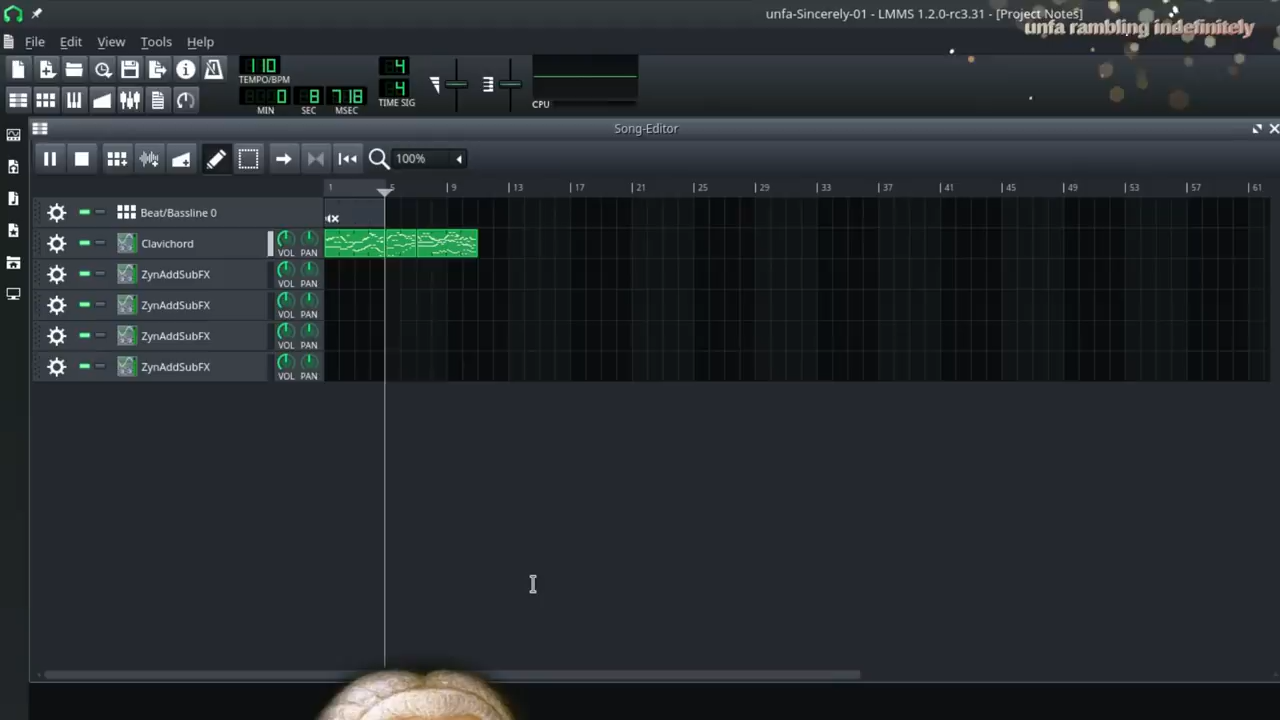 unfa-Sincerely-01 - LMMS 1.2.0-rc3.31 - [Project Notes]
unfa rambling indefinitely
File Edit View Tools Help
110
TEMPO/BPM
4
4
TIME SIG
0 8 718
MIN SEC MSEC
CPU
Song-Editor
100%
1 5 9 13 17 21 25 29 33 37 41 45 49 53 57 61
Beat/Bassline 0
Clavichord VOL PAN
ZynAddSubFX VOL PAN
ZynAddSubFX VOL PAN
ZynAddSubFX VOL PAN
ZynAddSubFX VOL PAN